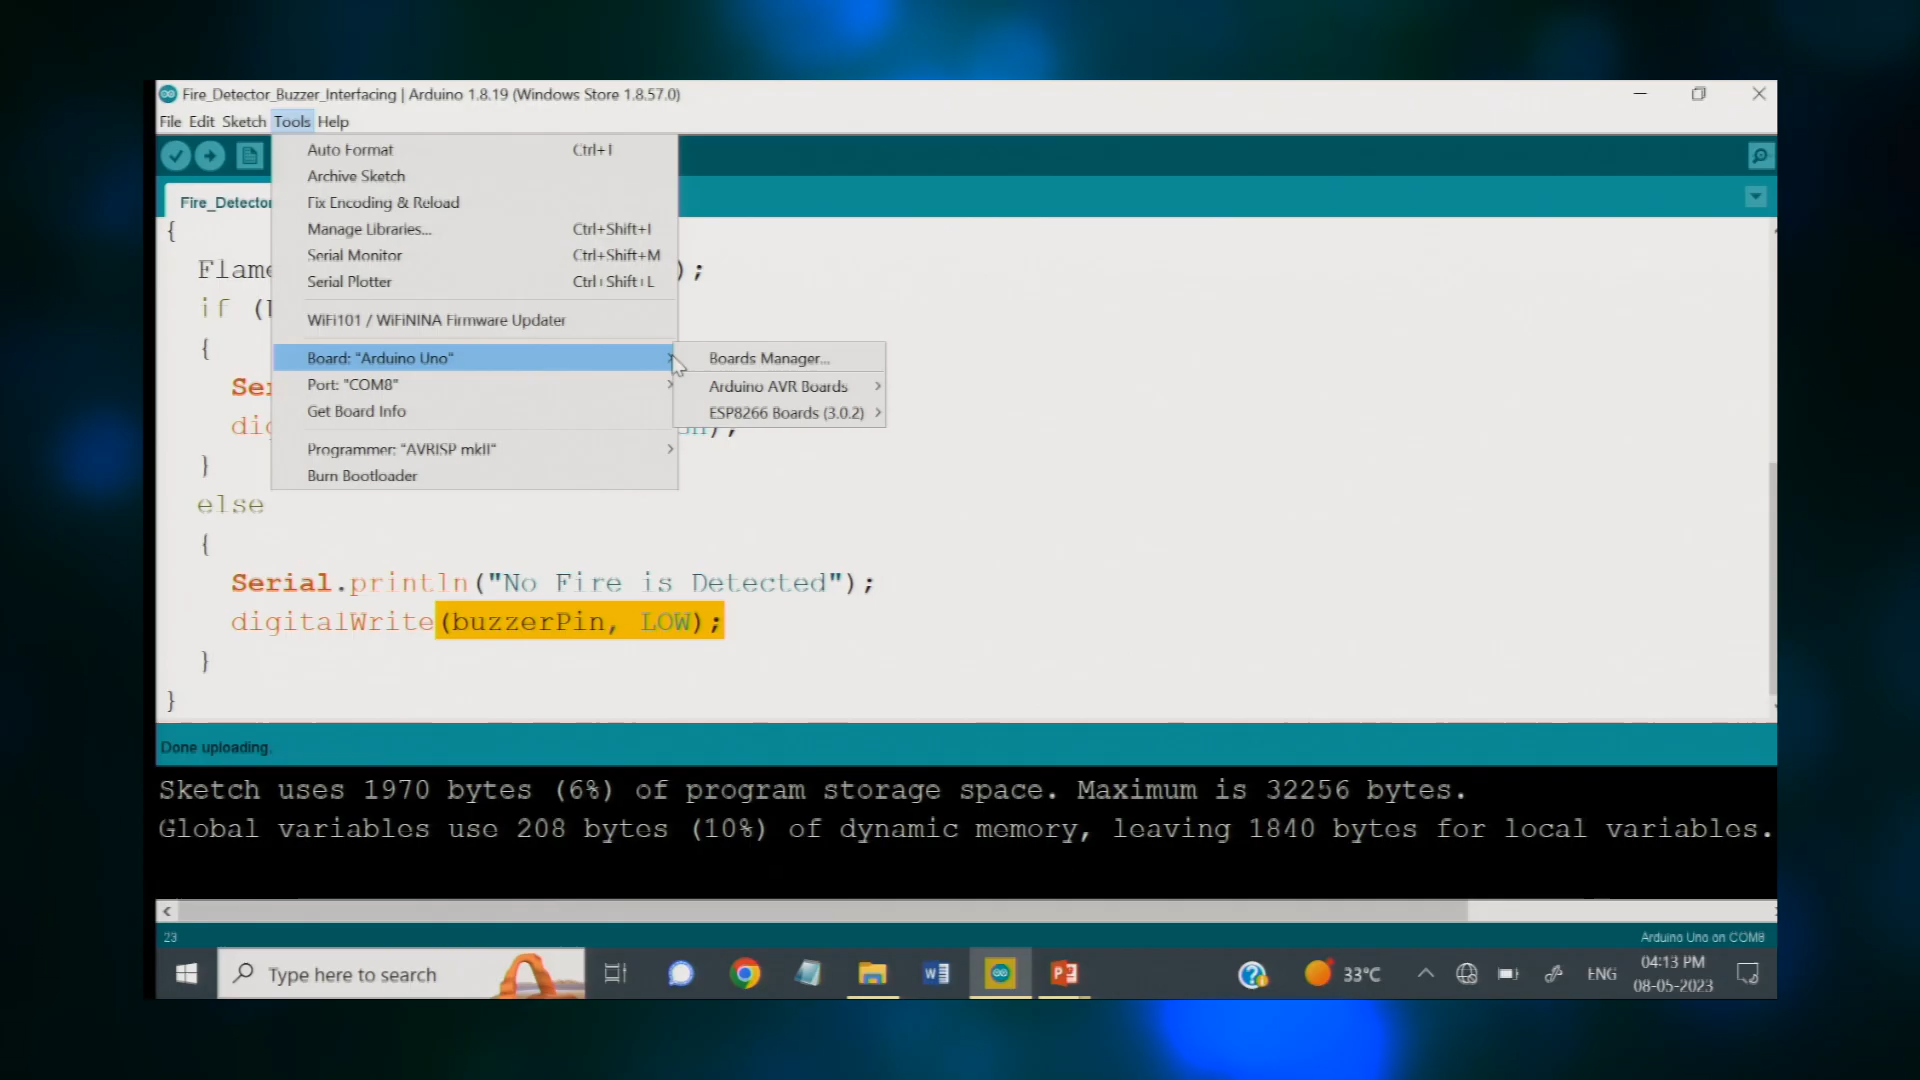 Fire_Detector_Buzzer_Interfacing | Arduino 1.8.19 (Windows Store 1.8.57.0)
File Edit Sketch Tools Help
Auto Format Ctrl+T
Archive Sketch
Fix Encoding & Reload
Manage Libraries... Ctrl+Shift+I
Serial Monitor Ctrl+Shift+M
Serial Plotter Ctrl+Shift+L
WiFi101 / WiFiNINA Firmware Updater
Board: "Arduino Uno"
Port: "COM8"
Get Board Info
Programmer: "AVRISP mkII"
Burn Bootloader
Boards Manager...
Arduino AVR Boards
ESP8266 Boards (3.0.2)
Fire_Detector
{
Flame );
if (
{
Se
di );
}
else
{
Serial.println("No Fire is Detected");
digitalWrite(buzzerPin, LOW);
}
}
Done uploading.
Sketch uses 1970 bytes (6%) of program storage space. Maximum is 32256 bytes.
Global variables use 208 bytes (10%) of dynamic memory, leaving 1840 bytes for local variables.
23 Arduino Uno on COM8
Type here to search
33°C
ENG
04:13 PM
08-05-2023